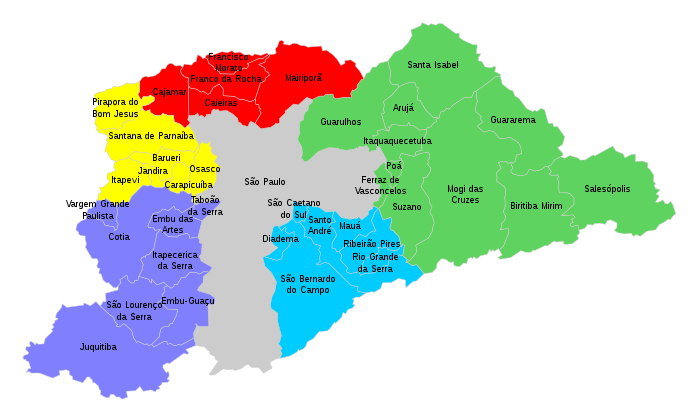 Francisco
Morato
Franco da Rocha
Mairiporã
Cajamar
Caieiras
Santa Isabel
Pirapora do
Bom Jesus
Arujá
Guarulhos
Guararema
Santana de Parnaíba
Itaquaquecetuba
Barueri
Jandira
Osasco
Itapevi
Carapicuíba
São Paulo
Poá
Ferraz de
Vasconcelos
Salesópolis
Mogi das
Cruzes
Suzano
Biritiba Mirim
Vargem Grande
Paulista
Taboão
da Serra
São Caetano
do Sul
Embu das
Artes
Santo
André
Mauá
Cotia
Diadema
Ribeirão Pires
Itapecerica
da Serra
Rio Grande
da Serra
São Bernardo
do Campo
São Lourenço
da Serra
Embu-Guaçu
Juquitiba